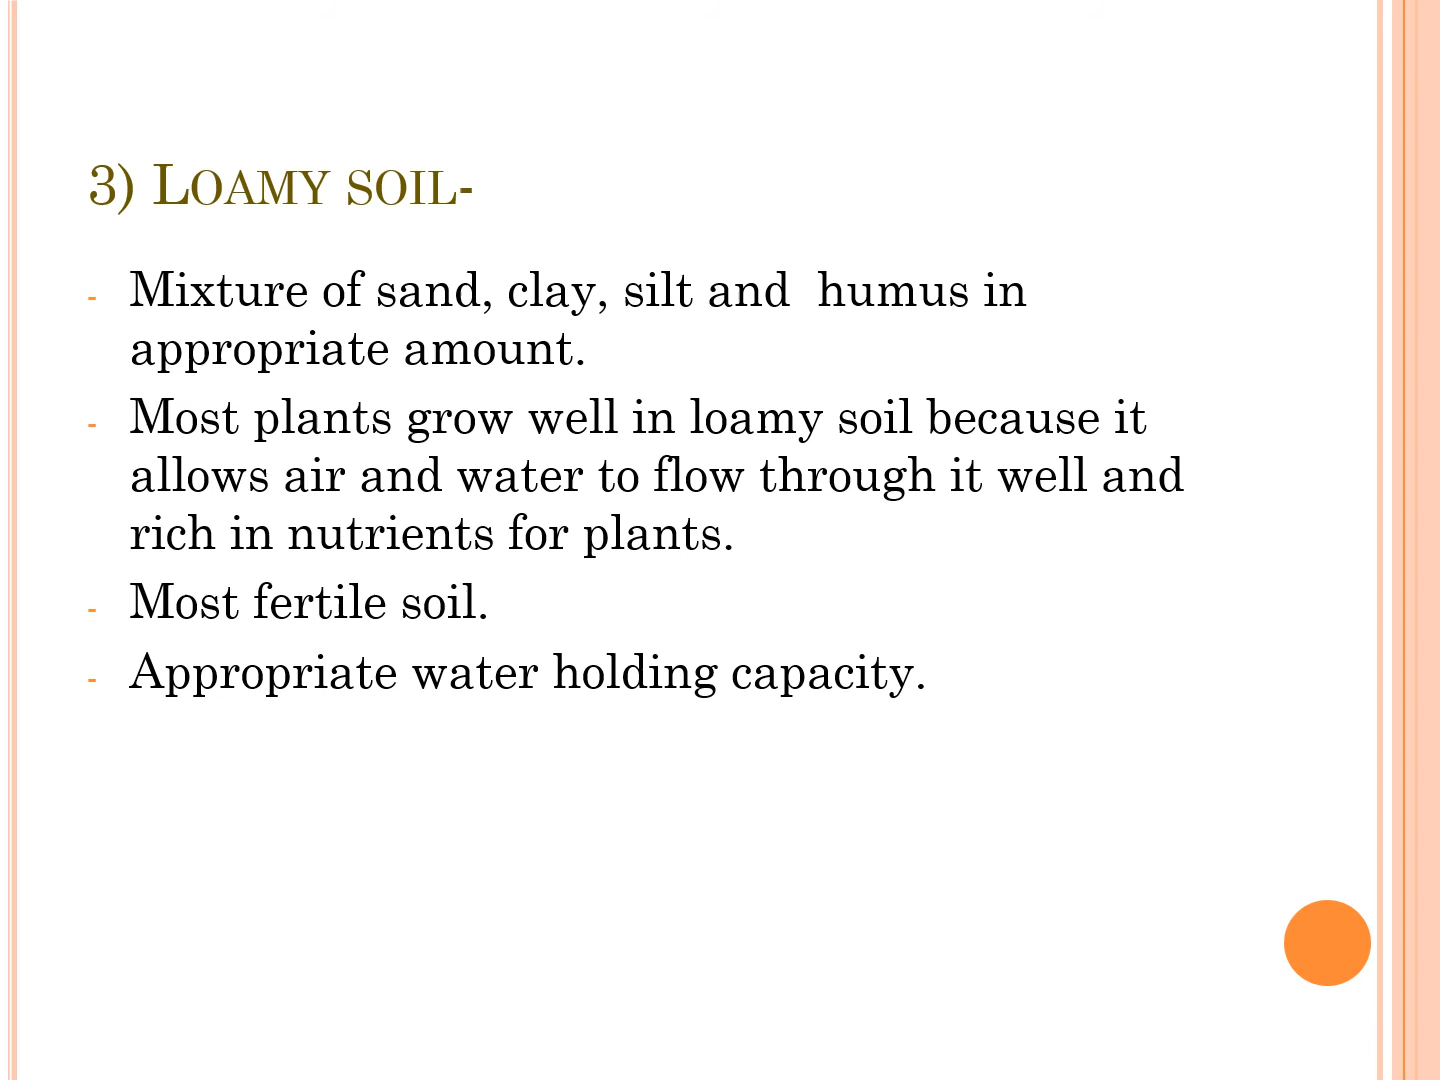 3) LOAMY SOIL-
- Mixture of sand, clay, silt and  humus in
appropriate amount.
- Most plants grow well in loamy soil because it
allows air and water to flow through it well and
rich in nutrients for plants.
- Most fertile soil.
- Appropriate water holding capacity.